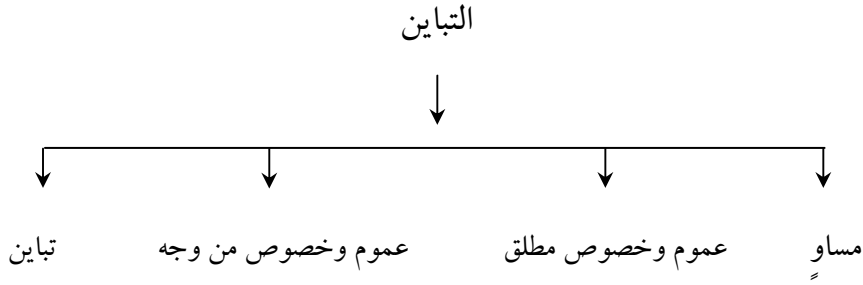 التباين
مساوٍ عموم وخصوص مطلق عموم وخصوص من وجه تباين